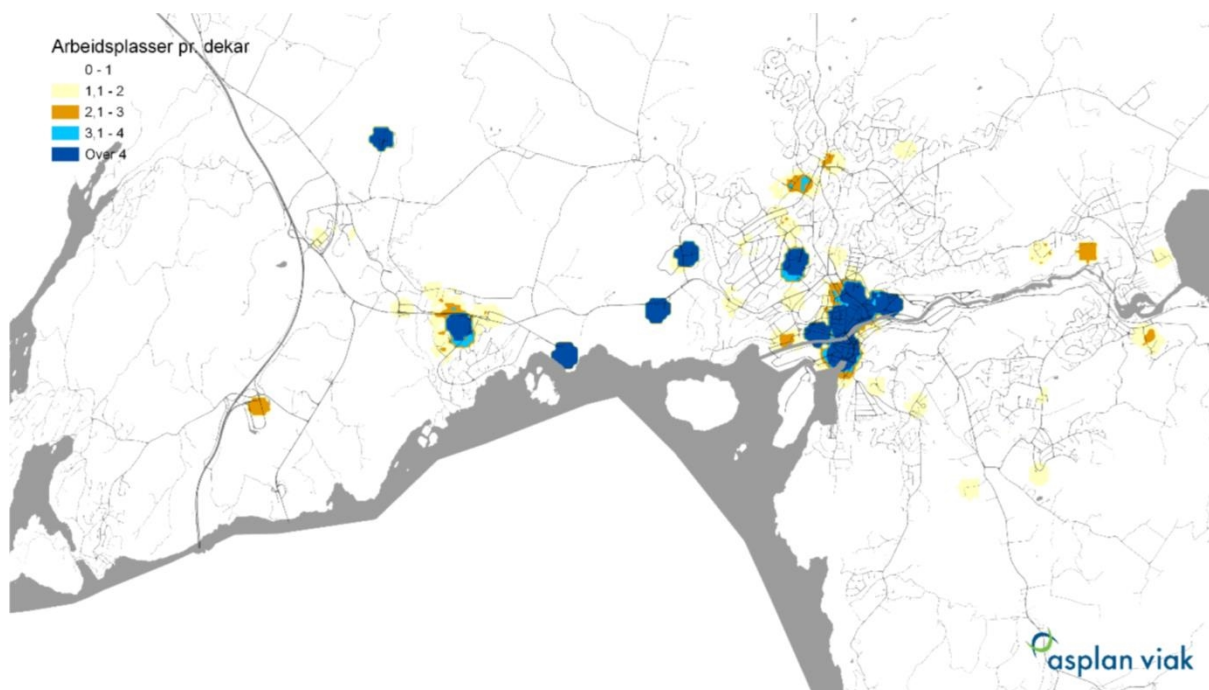 Arbeidsplasser pr. dekar
0 - 1
1,1 - 2
2,1 - 3
3,1 - 4
Over 4
asplan viak